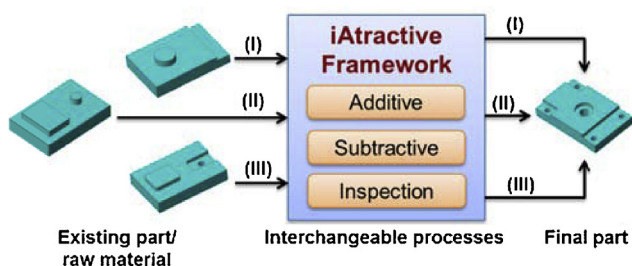 (I)
(II)
(III)
iAtractive
Framework
Additive
Subtractive
Inspection
(I)
(II)
(III)
Existing part/
raw material
Interchangeable processes
Final part